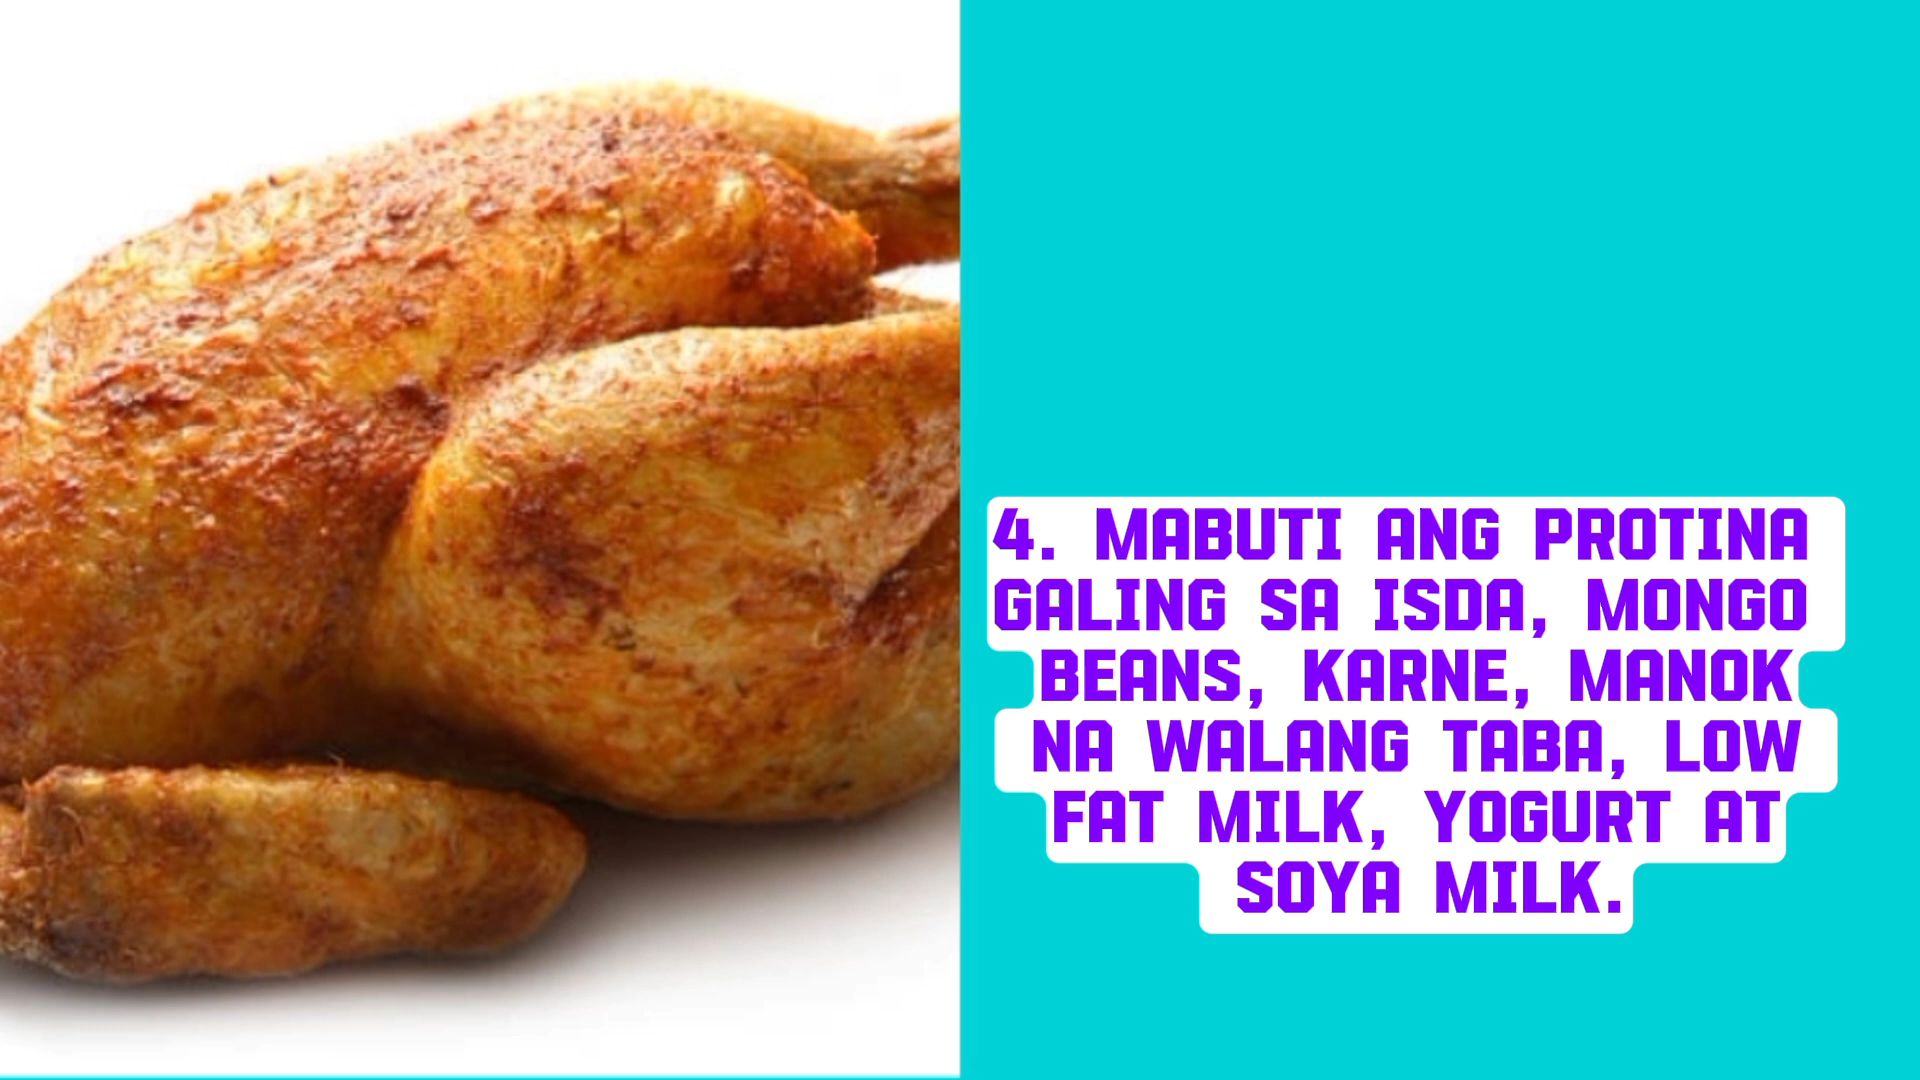 4. MABUTI ANG PROTINA
GALING SA ISDA, MONGO
BEANS, KARNE, MANOK
NA WALANG TABA, LOW
FAT MILK, YOGURT AT
SOYA MILK.